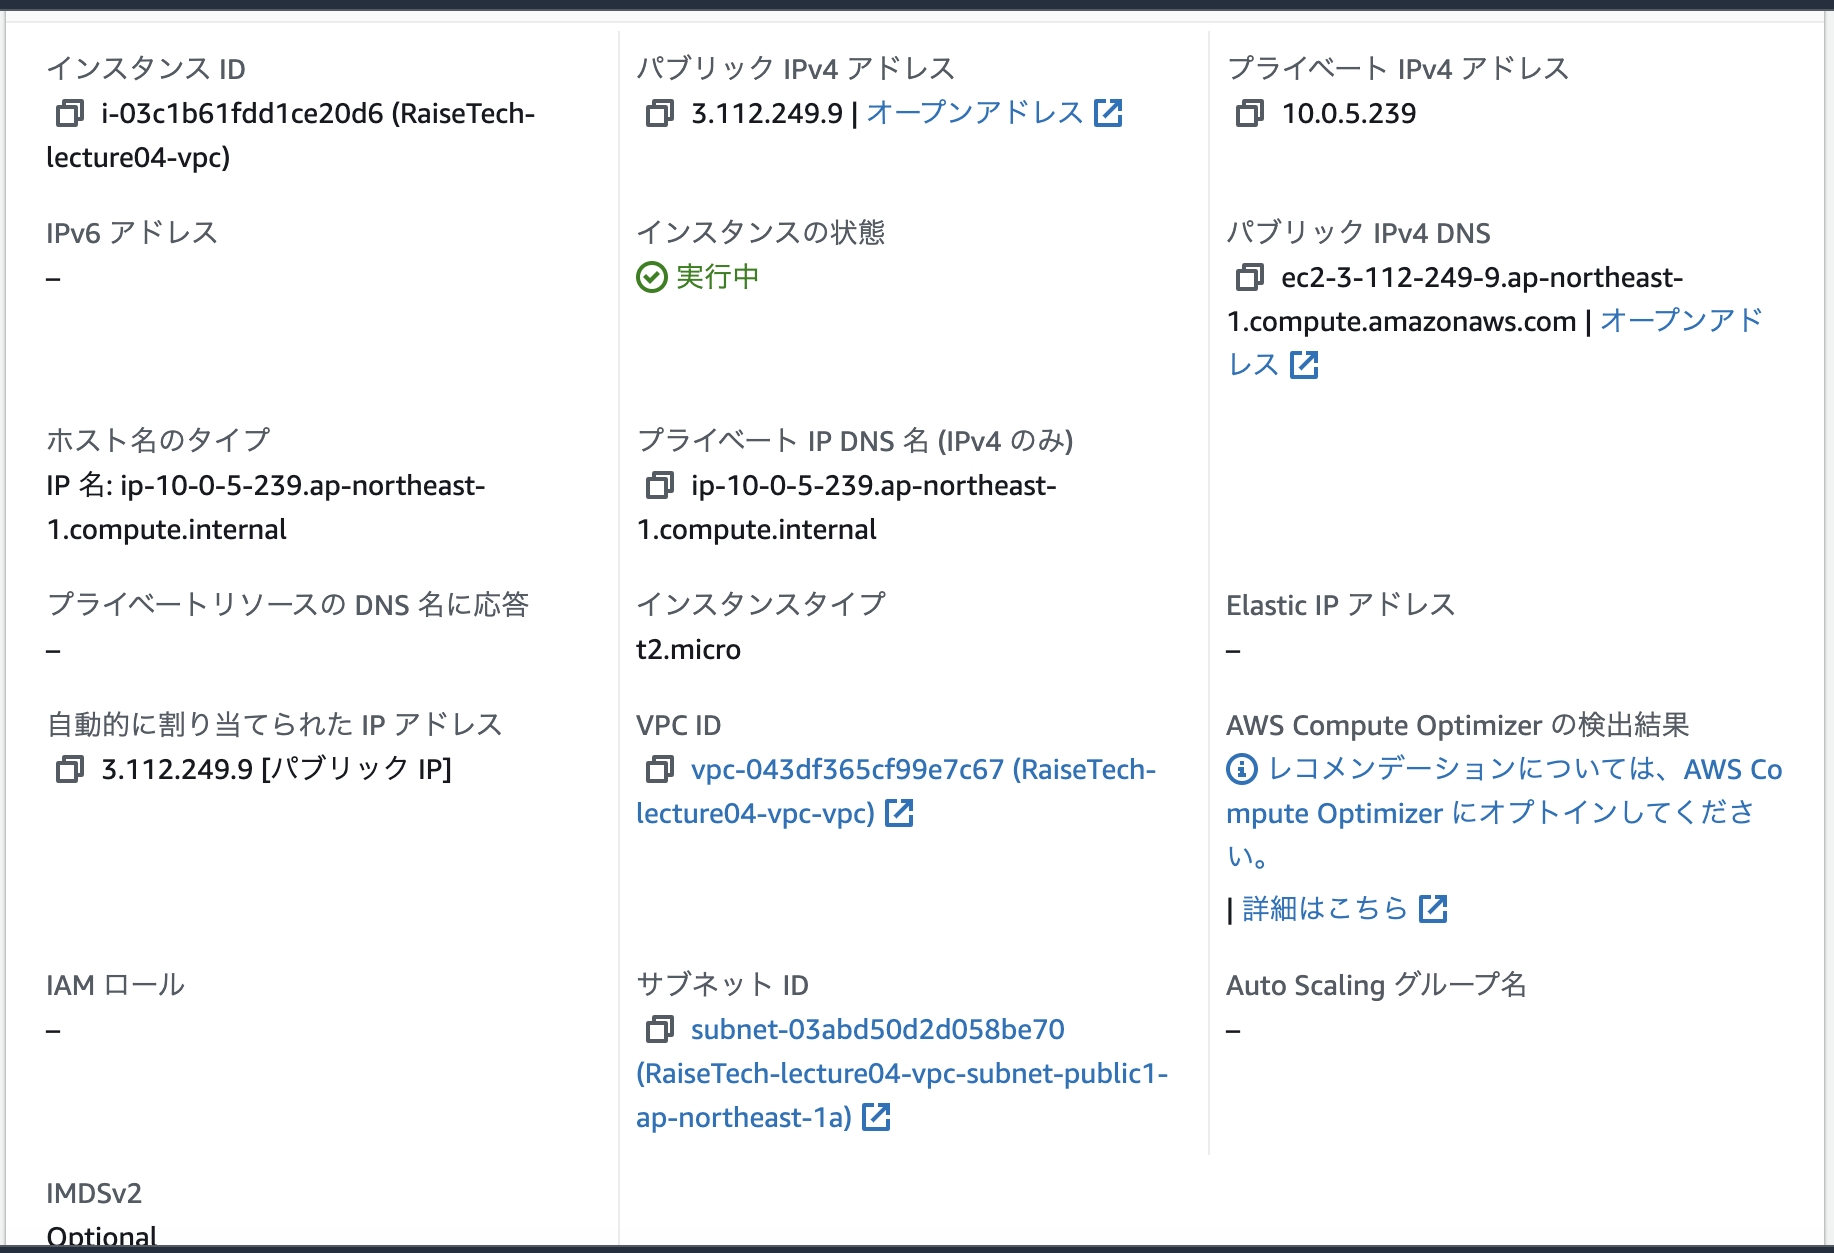 インスタンス ID
i-03c1b61fdd1ce20d6 (RaiseTech-
lecture04-vpc)
パブリック IPv4 アドレス
3.112.249.9 | オープンアドレス
プライベート IPv4 アドレス
10.0.5.239
IPv6 アドレス
–
インスタンスの状態
実行中
パブリック IPv4 DNS
ec2-3-112-249-9.ap-northeast-
1.compute.amazonaws.com | オープンアド
レス
ホスト名のタイプ
IP 名: ip-10-0-5-239.ap-northeast-
1.compute.internal
プライベート IP DNS 名 (IPv4 のみ)
ip-10-0-5-239.ap-northeast-
1.compute.internal
プライベートリソースの DNS 名に応答
–
インスタンスタイプ
t2.micro
Elastic IP アドレス
–
自動的に割り当てられた IP アドレス
3.112.249.9 [パブリック IP]
VPC ID
vpc-043df365cf99e7c67 (RaiseTech-
lecture04-vpc-vpc)
AWS Compute Optimizer の検出結果
レコメンデーションについては、AWS Co
mpute Optimizer にオプトインしてくださ
い。
| 詳細はこちら
IAM ロール
–
サブネット ID
subnet-03abd50d2d058be70
(RaiseTech-lecture04-vpc-subnet-public1-
ap-northeast-1a)
Auto Scaling グループ名
–
IMDSv2
Optional